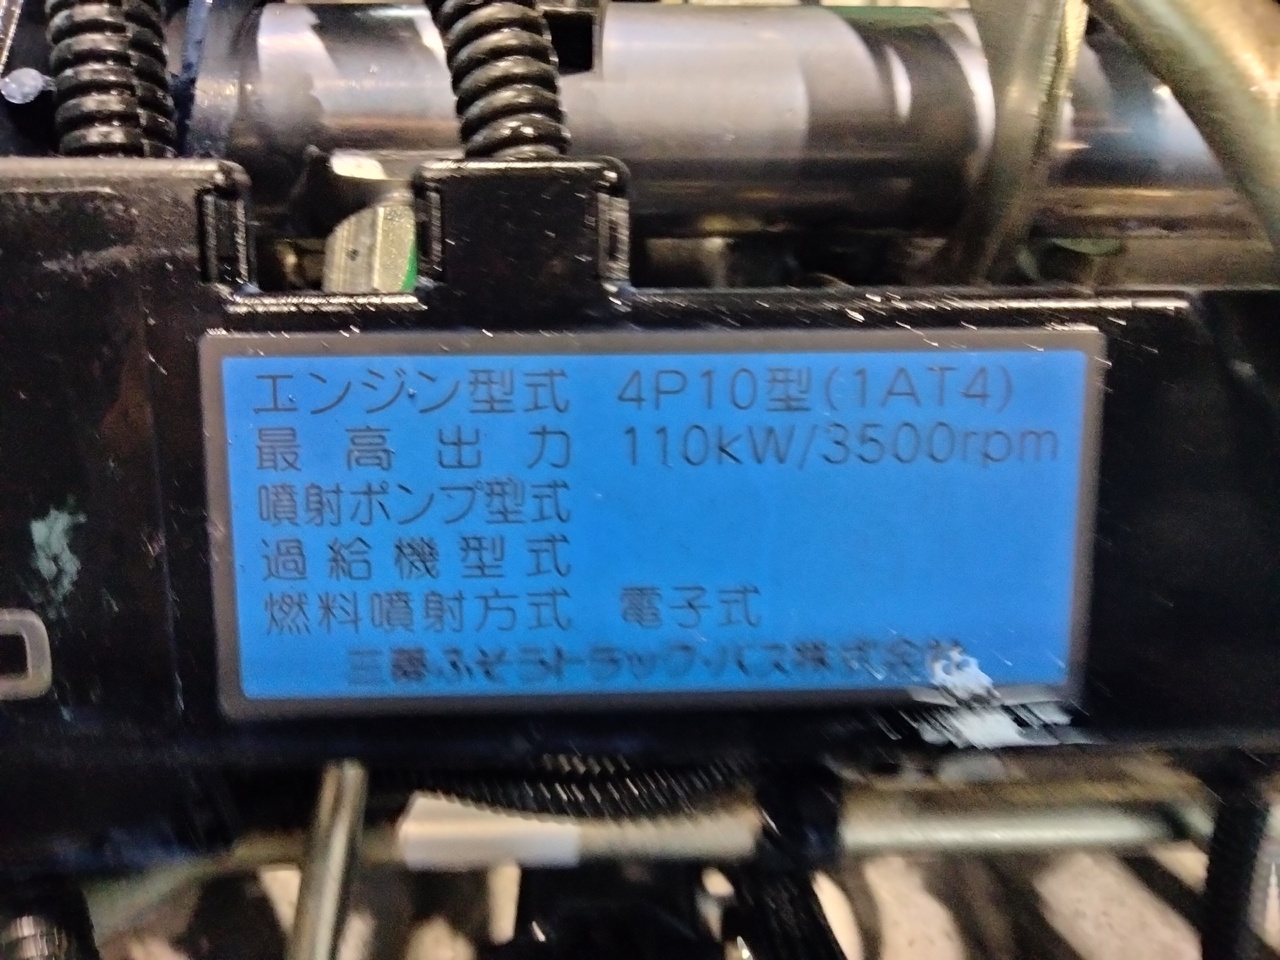 エンジン型式 4P10型(1AT4)
最高出力 110kW/3500rpm
噴射ポンプ型式
過給機型式
燃料噴射方式 電子式
三菱ふそうトラック・バス株式会社